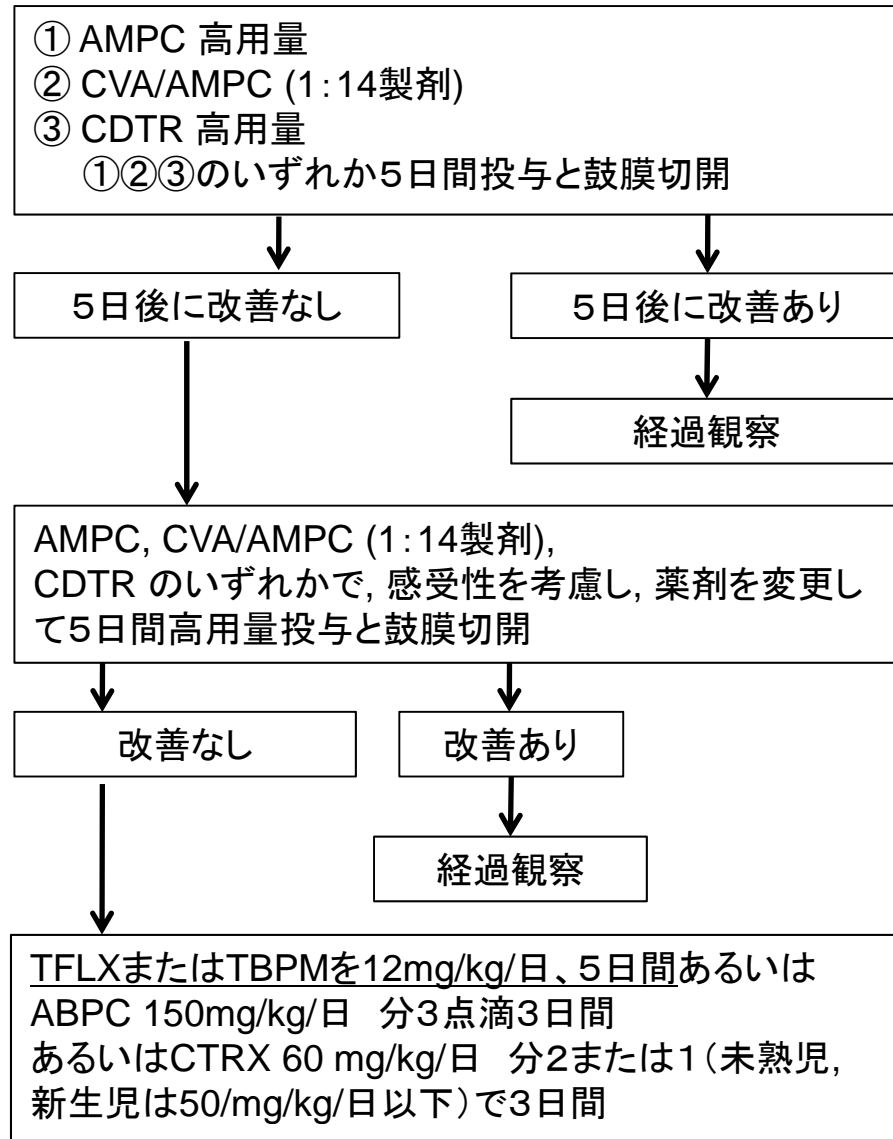 ① AMPC 高用量
② CVA/AMPC (1:14製剤)
③ CDTR 高用量
①②③のいずれか5日間投与と鼓膜切開
5日後に改善なし
5日後に改善あり
経過観察
AMPC, CVA/AMPC (1:14製剤),
CDTR のいずれかで, 感受性を考慮し, 薬剤を変更し
て5日間高用量投与と鼓膜切開
改善なし
改善あり
経過観察
TFLXまたはTBPMを12mg/kg/日、5日間あるいは
ABPC 150mg/kg/日 分3点滴3日間
あるいはCTRX 60 mg/kg/日 分2または1(未熟児,
新生児は50/mg/kg/日以下)で3日間